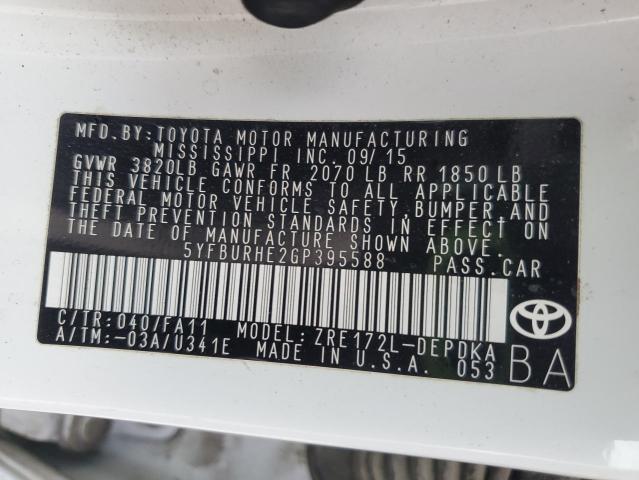 MFD.BY:TOYOTA MOTOR MANUFACTURING
MISSISSIPPI INC. 09/15
GVWR 3820LB GAWR FR 2070 LB RR 1850 LB
THIS VEHICLE CONFORMS TO ALL APPLICABLE
FEDERAL MOTOR VEHICLE SAFETY, BUMPER, AND
THEFT PREVENTION STANDARDS IN EFFECT ON
THE DATE OF MANUFACTURE SHOWN ABOVE.
5YFBURHE2GP395588 PASS.CAR
C/TR: 040/FA11 MODEL: ZRE172L-DEPDKA
A/TM:-03A/U341E MADE IN U.S.A. 053
BA
TOYOTA